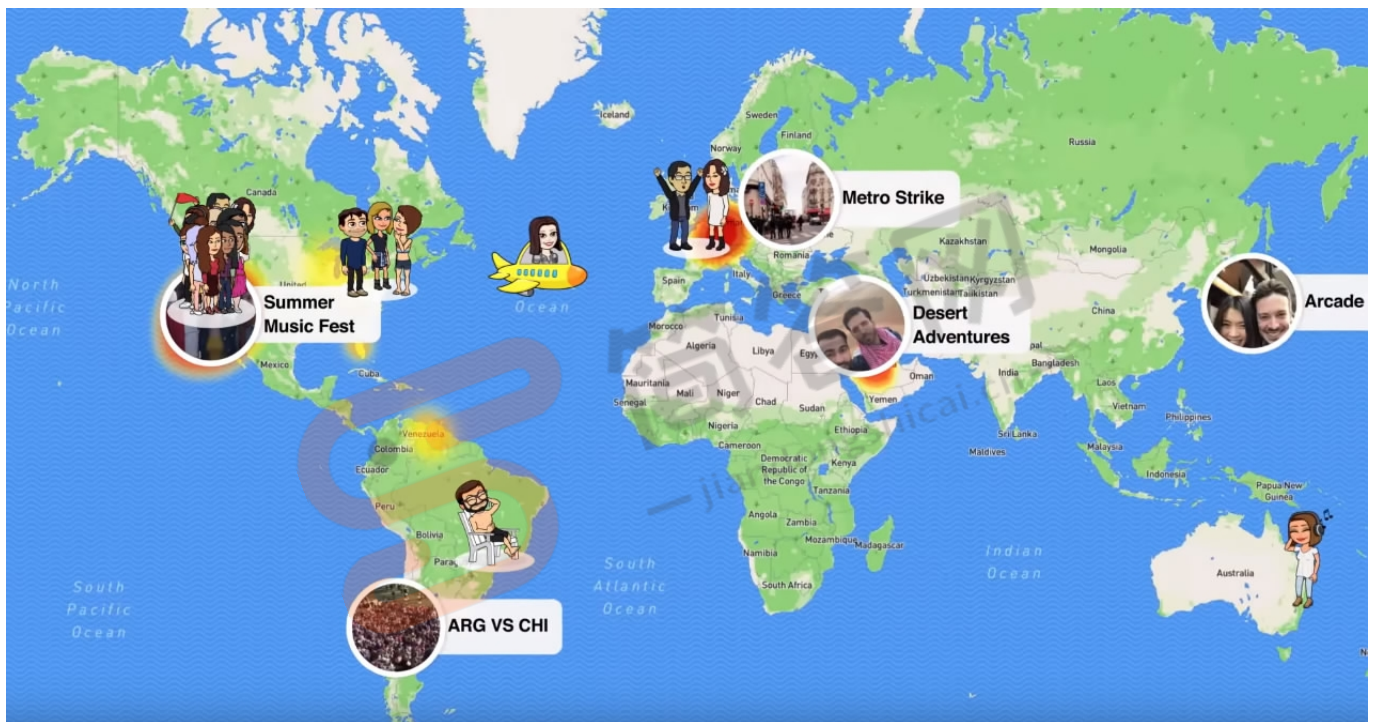 Iceland
Sweden
Finland
Norway
Russia
Canada
Metro Strike
Kazakhstan
Mongolia
Romania
Uzbekistan
Kyrgyzstan
Italy
Spain
Turkmenistan
Tajikistan
Greece
North
Pacific
Ocean
United
Ocean
Summer
Music Fest
Desert
Adventures
Arcade
China
Tunisia
Morocco
Algeria
Libya
Mexico
Cuba
Bangladesh
India
Oman
Laos
Mauritania
Mali
Niger
Chad
Sudan
Yemen
Senegal
Vietnam
Philippines
Nigeria
Ethiopia
Venezuela
Colombia
Cameroon
Sri Lanka
Maldives
Malaysia
Democratic
Republic of
the Congo
Kenya
Ecuador
Indonesia
Tanzania
Papua New
Guinea
Peru
Angola
Zambia
Bolivia
Mozambique
Madagascar
Namibia
Indian
Ocean
South
Atlantic
Ocean
Australia
South Africa
South
Pacific
Ocean
ARG VS CHI